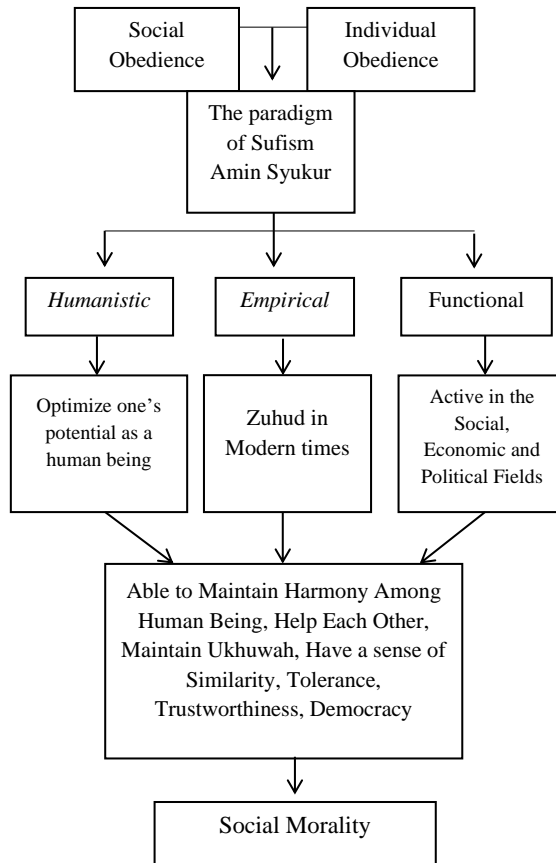 Social
Obedience
Individual
Obedience
The paradigm
of Sufism
Amin Syukur
Humanistic
Empirical
Functional
Optimize one’s
potential as a
human being
Zuhud in
Modern times
Active in the
Social,
Economic and
Political Fields
Able to Maintain Harmony Among
Human Being, Help Each Other,
Maintain Ukhuwah, Have a sense of
Similarity, Tolerance,
Trustworthiness, Democracy
Social Morality